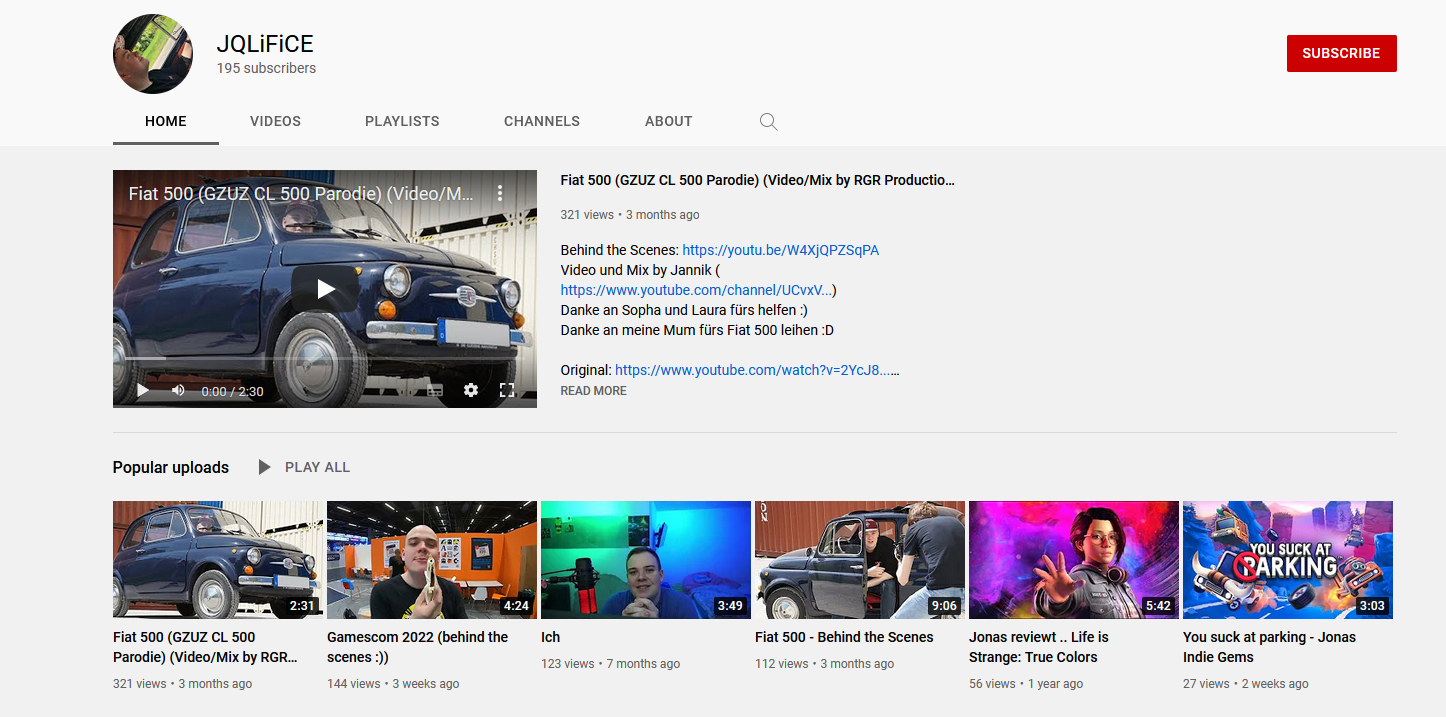 JQLiFiCE
195 subscribers
SUBSCRIBE
HOME VIDEOS PLAYLISTS CHANNELS ABOUT
Fiat 500 (GZUZ CL 500 Parodie) (Video/M...
0:00 / 2:30
Fiat 500 (GZUZ CL 500 Parodie) (Video/Mix by RGR Productio...
321 views • 3 months ago
Behind the Scenes: https://youtu.be/W4XjQPZSqPA
Video und Mix by Jannik (
https://www.youtube.com/channel/UCvxV...)
Danke an Sopha und Laura fürs helfen :)
Danke an meine Mum fürs Fiat 500 leihen :D
Original: https://www.youtube.com/watch?v=2YcJ8......
READ MORE
Popular uploads PLAY ALL
2:31
Fiat 500 (GZUZ CL 500
Parodie) (Video/Mix by RGR...
321 views • 3 months ago
4:24
Gamescom 2022 (behind the
scenes :))
144 views • 3 weeks ago
3:49
Ich
123 views • 7 months ago
9:06
Fiat 500 - Behind the Scenes
112 views • 3 months ago
5:42
Jonas reviewt .. Life is
Strange: True Colors
56 views • 1 year ago
YOU SUCK AT
PARKING
3:03
You suck at parking - Jonas
Indie Gems
27 views • 2 weeks ago